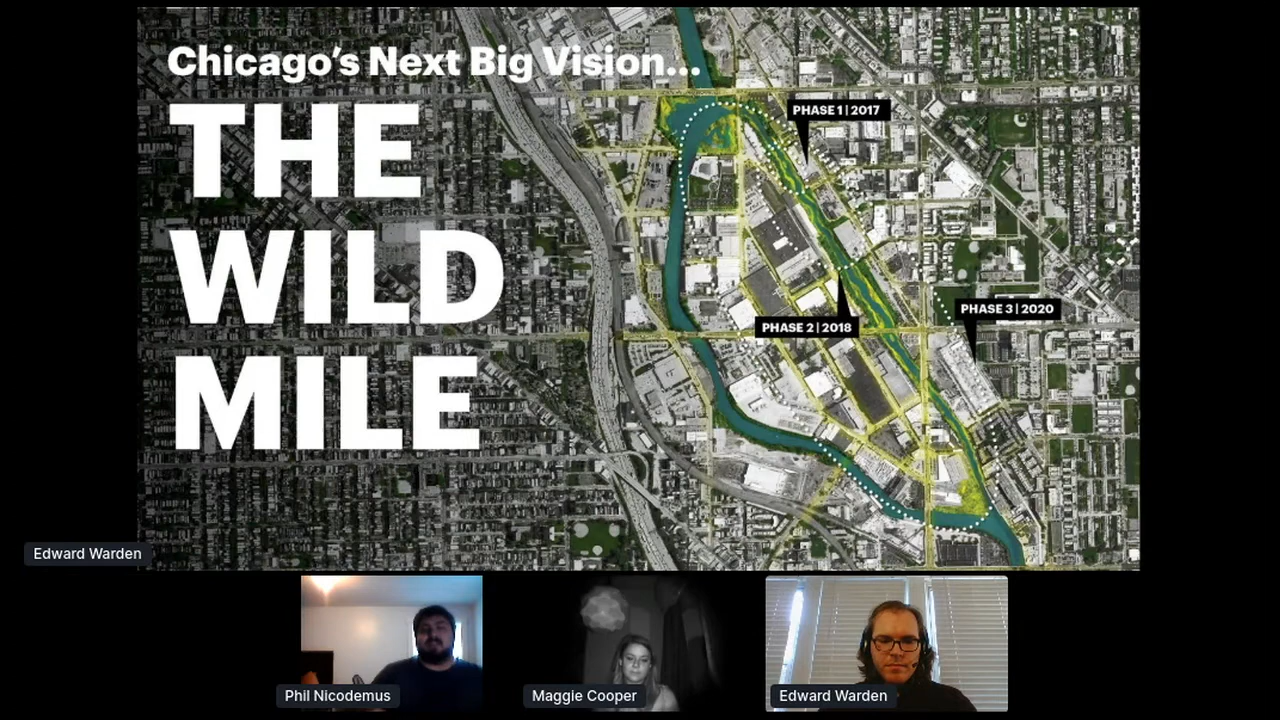 Chicago's Next Big Vision...
THE
WILD
MILE
PHASE 1 | 2017
PHASE 2 | 2018
PHASE 3 | 2020
Edward Warden
Phil Nicodemus
Maggie Cooper
Edward Warden